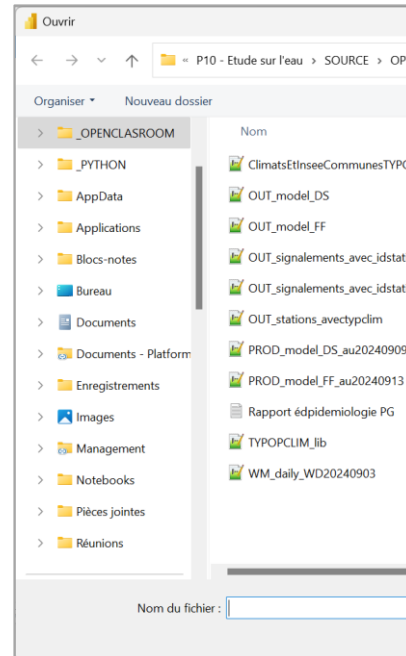 Ouvrir
« P10 - Etude sur l'eau > SOURCE > OP
Organiser
Nouveau dossier
_OPENCLASROOM
_PYTHON
AppData
Applications
Blocs-notes
Bureau
Documents
Documents - Platform
Enregistrements
Images
Management
Notebooks
Pièces jointes
Réunions
Nom
ClimatsEtInseeCommunesTYPO
OUT_model_DS
OUT_model_FF
OUT_signalements_avec_idstat
OUT_signalements_avec_idstat
OUT_stations_avectypclim
PROD_model_DS_au20240909
PROD_model_FF_au20240913
Rapport édpidemiologie PG
TYPOPCLIM_lib
WM_daily_WD20240903
Nom du fichier :